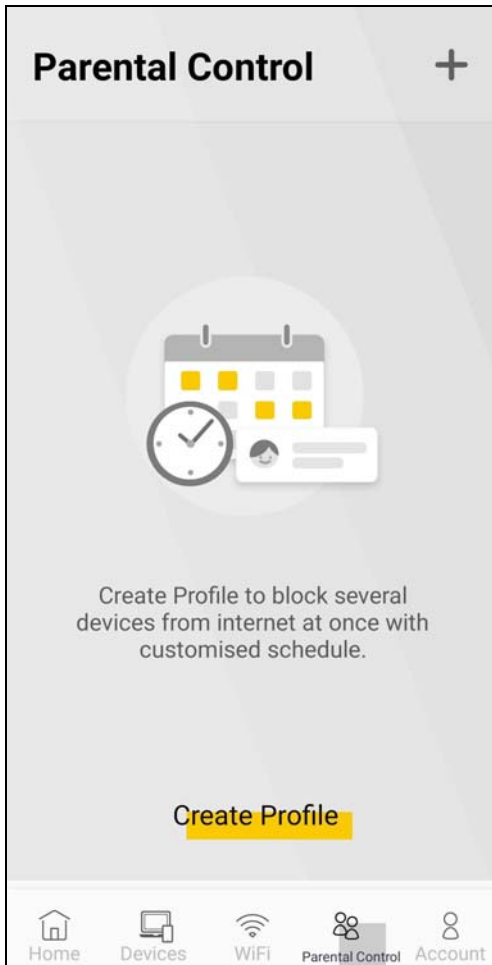 Parental Control +
Create Profile to block several
devices from internet at once with
customised schedule.
Create Profile
Home Devices WiFi Parental Control Account